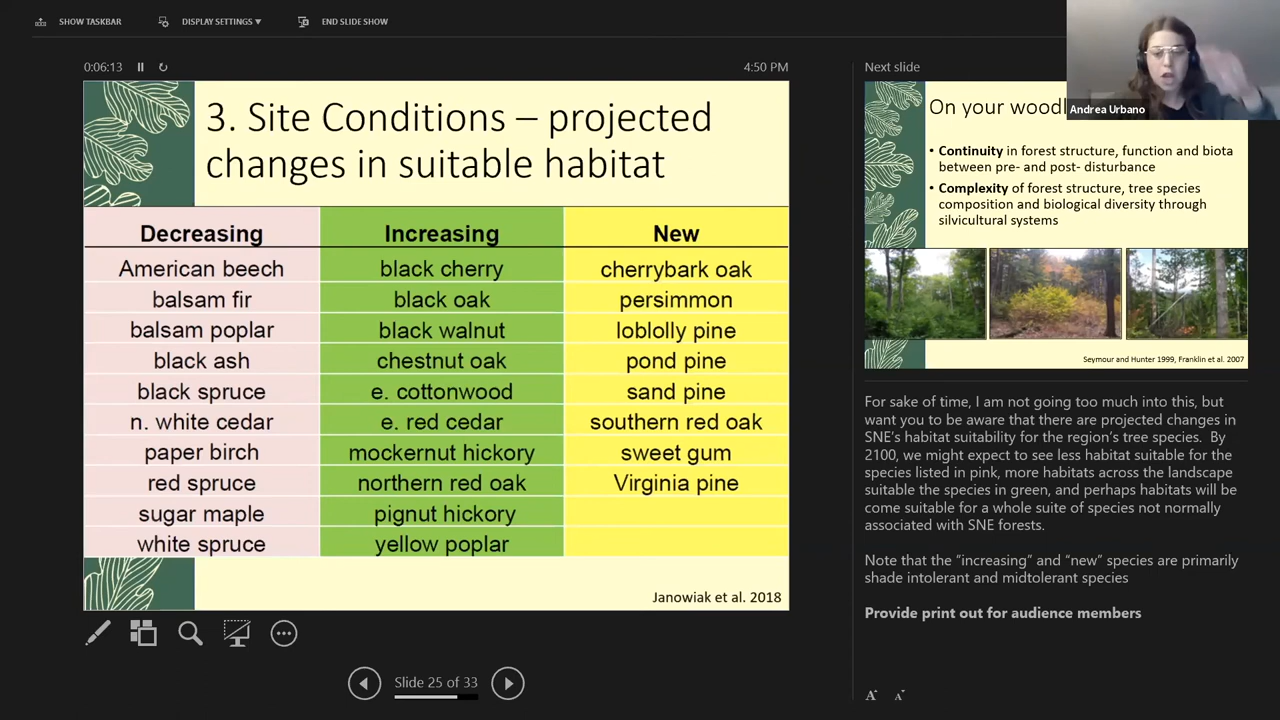 SHOW TASKBAR
DISPLAY SETTINGS ▾
END SLIDE SHOW
0:06:13
4:50 PM
3. Site Conditions – projected
changes in suitable habitat
Decreasing Increasing New
American beech black cherry cherrybark oak
balsam fir black oak persimmon
balsam poplar black walnut loblolly pine
black ash chestnut oak pond pine
black spruce e. cottonwood sand pine
n. white cedar e. red cedar southern red oak
paper birch mockernut hickory sweet gum
red spruce northern red oak Virginia pine
sugar maple pignut hickory
white spruce yellow poplar
Janowiak et al. 2018
Slide 25 of 33
Next slide
Andrea Urbano
On your woodl
• Continuity in forest structure, function and biota
between pre- and post- disturbance
• Complexity of forest structure, tree species
composition and biological diversity through
silvicultural systems
Seymour and Hunter 1999, Franklin et al. 2007
For sake of time, I am not going too much into this, but
want you to be aware that there are projected changes in
SNE's habitat suitability for the region's tree species. By
2100, we might expect to see less habitat suitable for the
species listed in pink, more habitats across the landscape
suitable the species in green, and perhaps habitats will be
come suitable for a whole suite of species not normally
associated with SNE forests.
Note that the "increasing" and "new" species are primarily
shade intolerant and midtolerant species
Provide print out for audience members
A A